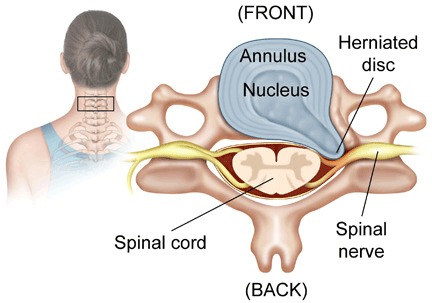 (FRONT)
Herniated
disc
Annulus
Nucleus
Spinal cord
Spinal
nerve
(BACK)